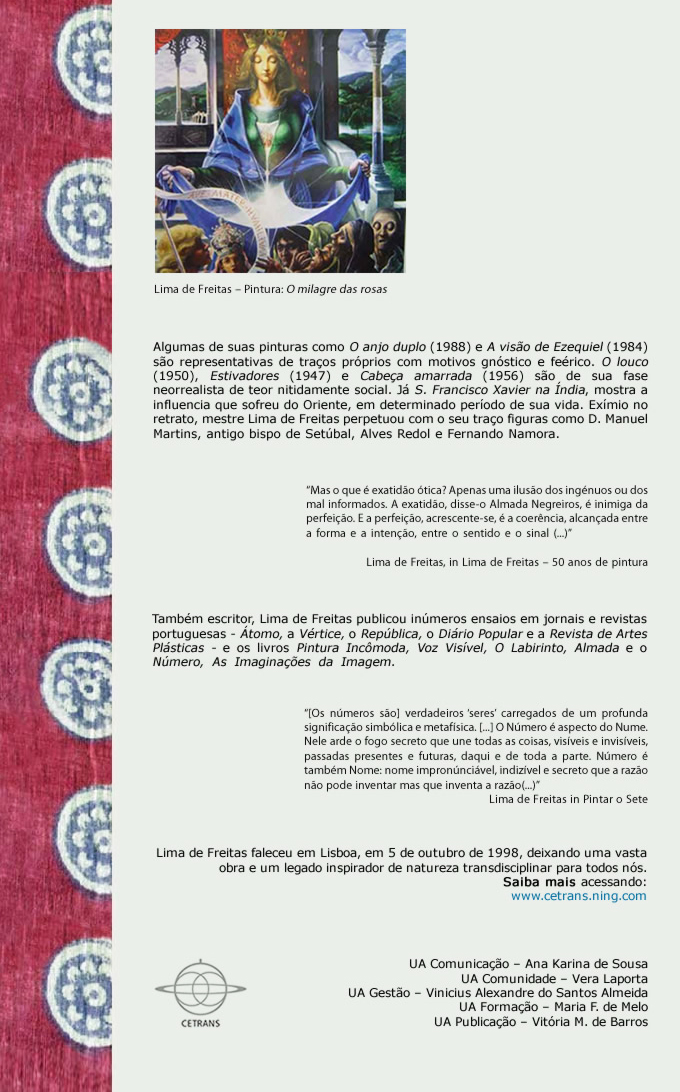 ARS MATER HVMILI
Lima de Freitas – Pintura: O milagre das rosas
Algumas de suas pinturas como O anjo duplo (1988) e A visão de Ezequiel (1984)
são representativas de traços próprios com motivos gnóstico e feérico. O louco
(1950), Estivadores (1947) e Cabeça amarrada (1956) são de sua fase
neorrealista de teor nitidamente social. Já S. Francisco Xavier na Índia, mostra a
influencia que sofreu do Oriente, em determinado período de sua vida. Exímio no
retrato, mestre Lima de Freitas perpetuou com o seu traço figuras como D. Manuel
Martins, antigo bispo de Setúbal, Alves Redol e Fernando Namora.
“Mas o que é exatidão ótica? Apenas uma ilusão dos ingénuos ou dos
mal informados. A exatidão, disse-o Almada Negreiros, é inimiga da
perfeição. E a perfeição, acrescente-se, é a coerência, alcançada entre
a forma e a intenção, entre o sentido e o sinal (...)”
Lima de Freitas, in Lima de Freitas – 50 anos de pintura
Também escritor, Lima de Freitas publicou inúmeros ensaios em jornais e revistas
portuguesas - Átomo, a Vértice, o República, o Diário Popular e a Revista de Artes
Plásticas - e os livros Pintura Incômoda, Voz Visível, O Labirinto, Almada e o
Número, As Imaginações da Imagem.
“[Os números são] verdadeiros ‘seres’ carregados de um profunda
significação simbólica e metafísica. [...] O Número é aspecto do Nume.
Nele arde o fogo secreto que une todas as coisas, visíveis e invisíveis,
passadas presentes e futuras, daqui e de toda a parte. Número é
também Nome: nome impronúnciável, indizível e secreto que a razão
não pode inventar mas que inventa a razão(...)”
Lima de Freitas in Pintar o Sete
Lima de Freitas faleceu em Lisboa, em 5 de outubro de 1998, deixando uma vasta
obra e um legado inspirador de natureza transdisciplinar para todos nós.
Saiba mais acessando:
www.cetrans.ning.com
CETRANS
UA Comunicação – Ana Karina de Sousa
UA Comunidade – Vera Laporta
UA Gestão – Vinicius Alexandre do Santos Almeida
UA Formação – Maria F. de Melo
UA Publicação – Vitória M. de Barros